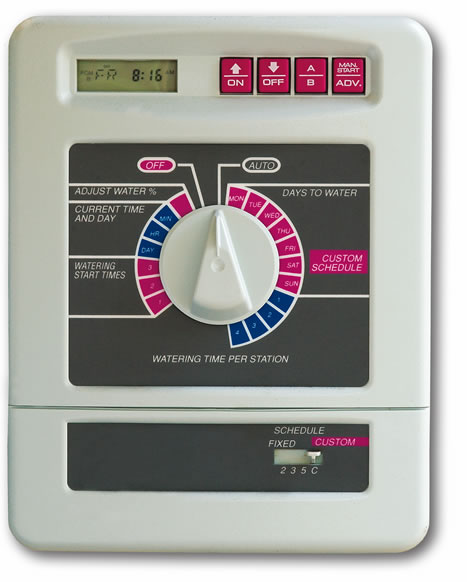 FR 8:16 AM
ON
OFF
A
B
MAN.
START
ADV.
OFF
AUTO
ADJUST WATER %
DAYS TO WATER
CURRENT TIME
AND DAY
MIN
HR
DAY
MON
TUE
WED
THU
FRI
SAT
SUN
CUSTOM
SCHEDULE
WATERING
START TIMES
3
2
1
1
2
3
4
WATERING TIME PER STATION
SCHEDULE
FIXED CUSTOM
2 3 5 C